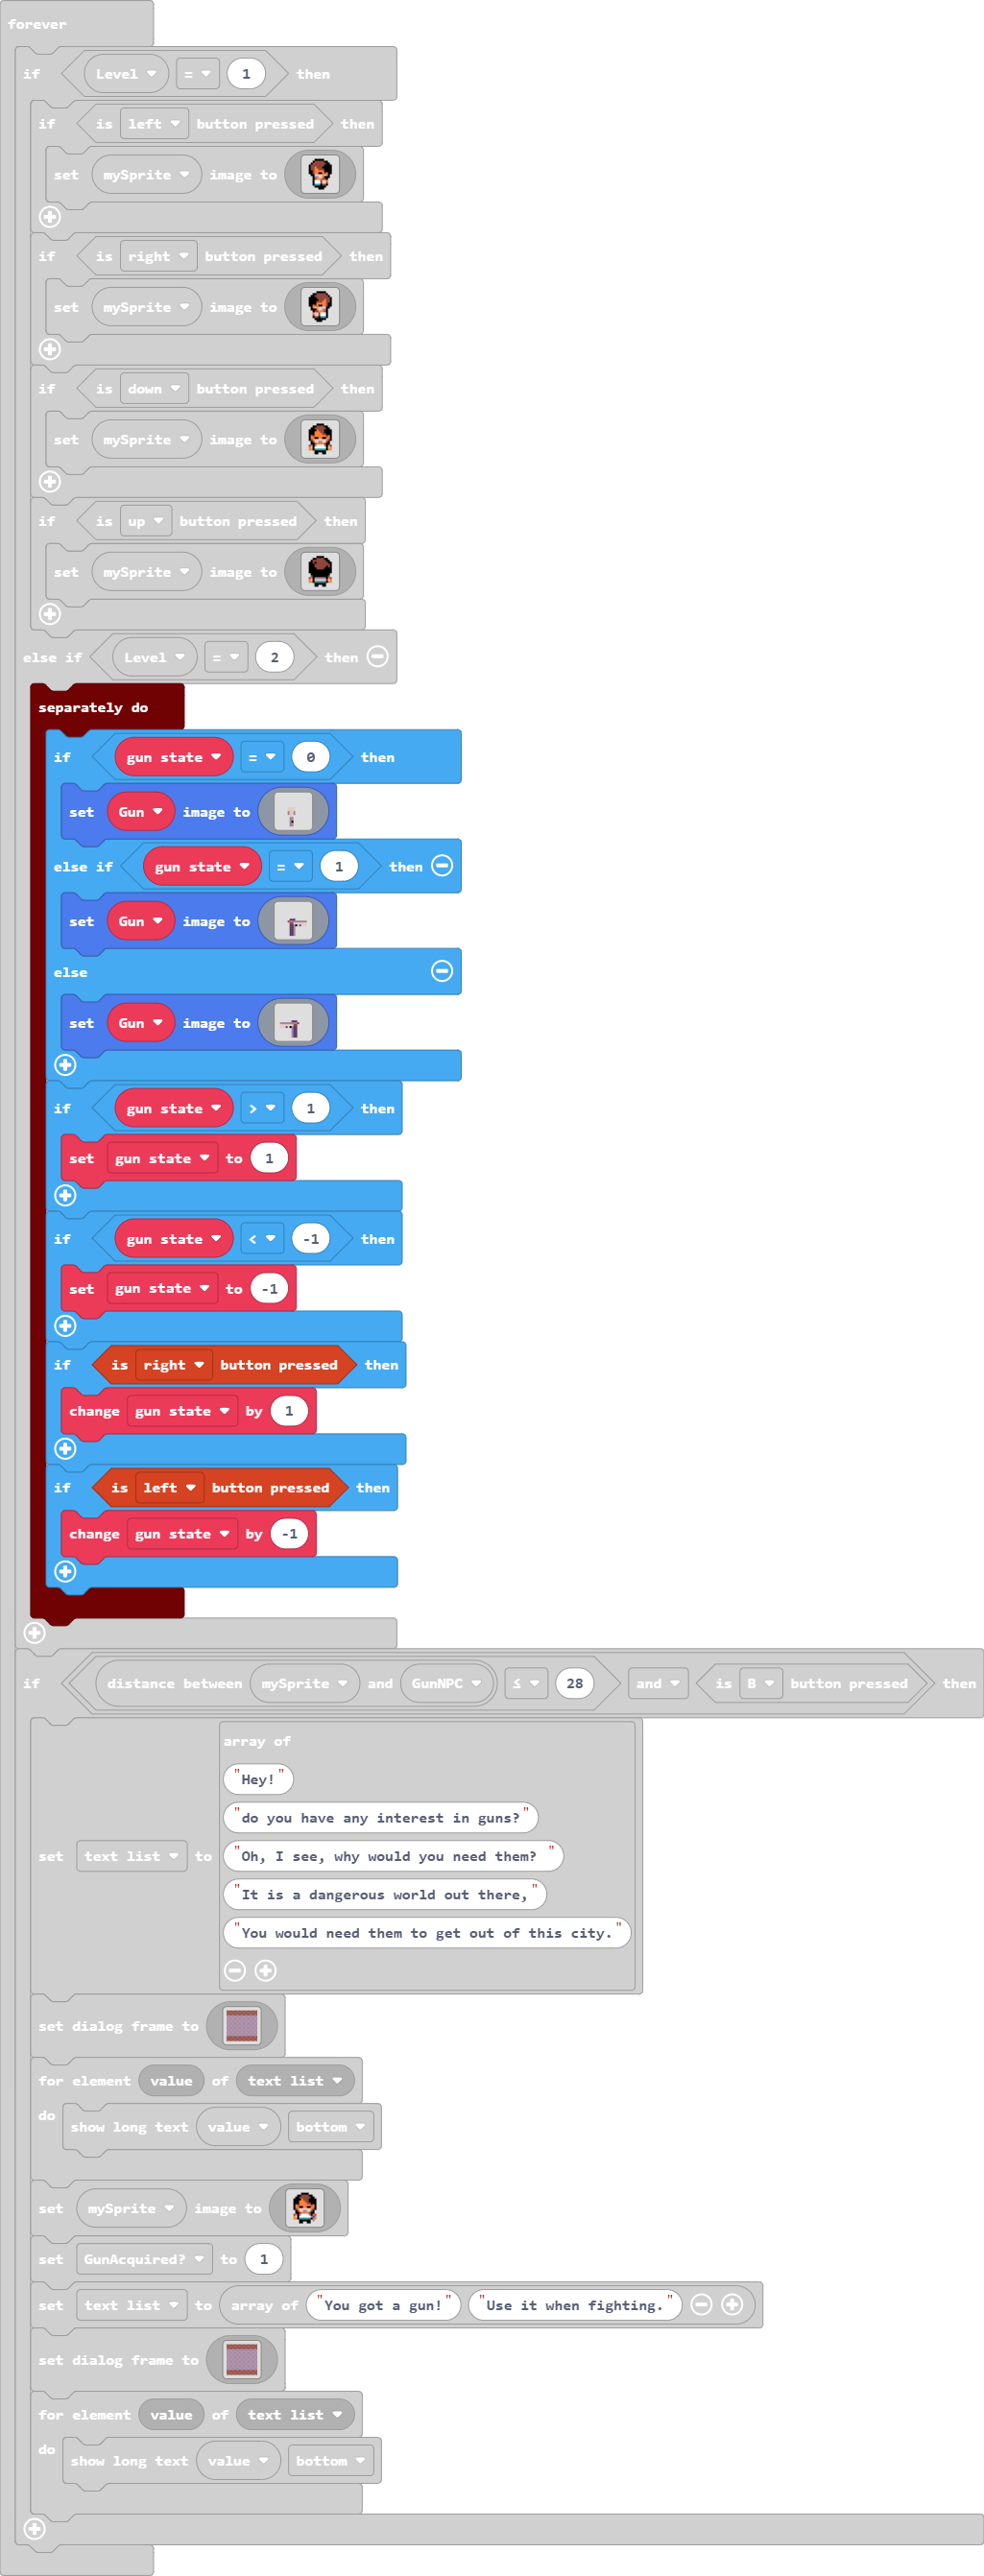 forever
if Level = 1 then
if is left button pressed then
set mySprite image to
if is right button pressed then
set mySprite image to
if is down button pressed then
set mySprite image to
if is up button pressed then
set mySprite image to
else if Level = 2 then
separately do
if gun state = 0 then
set Gun image to
else if gun state = 1 then
set Gun image to
else
set Gun image to
if gun state > 1 then
set gun state to 1
if gun state < -1 then
set gun state to -1
if is right button pressed then
change gun state by 1
if is left button pressed then
change gun state by -1
if distance between mySprite and GunNPC ≤ 28 and is B button pressed then
array of
"Hey!"
"do you have any interest in guns?"
"Oh, I see, why would you need them? "
set text list to
"It is a dangerous world out there,"
"You would need them to get out of this city."
set dialog frame to
for element value of text list
do show long text value bottom
set mySprite image to
set GunAcquired? to 1
set text list to array of "You got a gun!" "Use it when fighting."
set dialog frame to
for element value of text list
do show long text value bottom